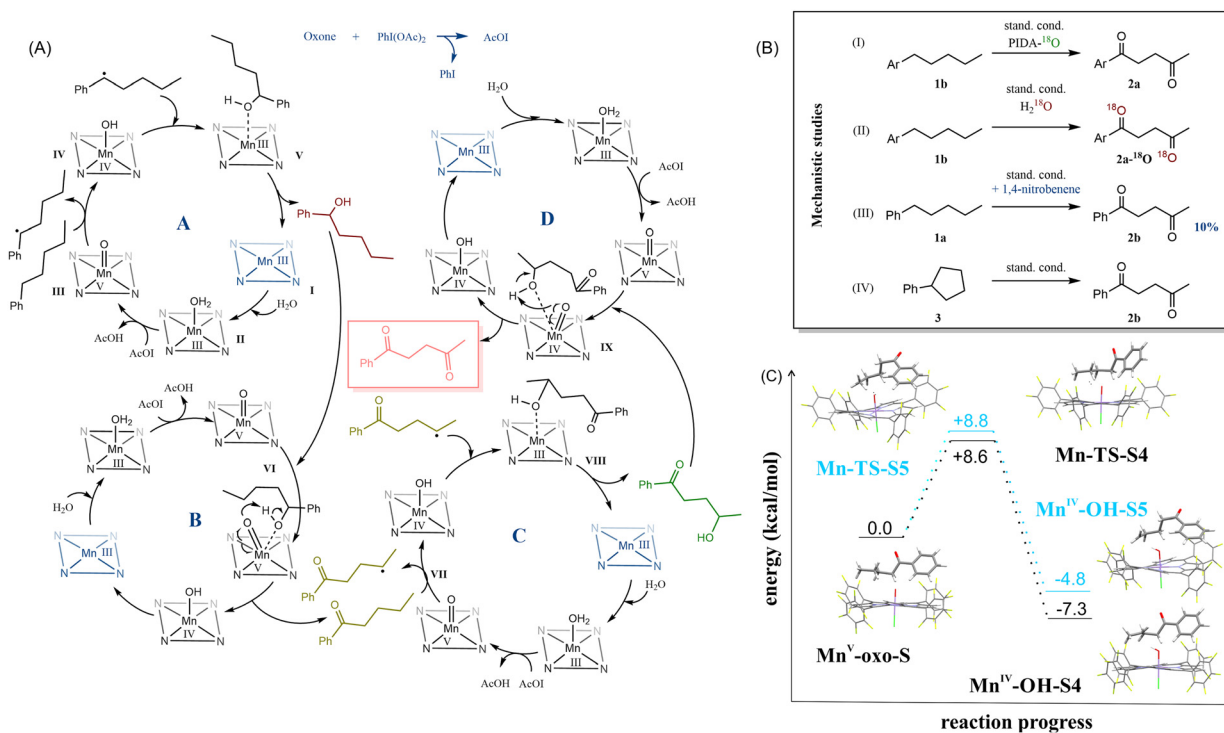 (A)
Oxone + PhI(OAc)2 AcOI
PhI
Ph
OH
N N
Mn
IV
N N
IV
H O Ph
N N
Mn III
N N
V
Ph OH
A
N N
Mn III
N N
I
H2O
OH2
N N
Mn
III
N N
II
AcOH
AcOI
O
N N
Mn
V
N N
III
Ph
Ph
H2O
N N
Mn III
N N
D
OH2
N N
Mn
III
N N
AcOI
AcOH
O
N N
Mn
V
N N
OH
N N
Mn
IV
N N
O
H
O
Ph
O
N N
Mn
IV
N N
IX
O
Ph
O
AcOH
AcOI
OH2
N N
Mn
III
N N
O
N N
Mn
V
N N
VI
B
H2O
N N
Mn III
N N
H O Ph
O
N N
Mn
V
N N
OH
N N
Mn
IV
N N
O
Ph
O
Ph
O
Ph
H O
O
Ph
N N
Mn
III
N N
VIII
O
Ph
HO
OH
N N
Mn
IV
N N
C
N N
Mn III
N N
H2O
VII
O
N N
Mn
V
N N
OH2
N N
Mn
III
N N
AcOH AcOI
(B)
Mechanistic studies
(I) Ar 1b stand. cond. PIDA-18O O Ar O 2a
(II) Ar 1b stand. cond. H218O 18O Ar 18O 2a-18O
(III) Ph 1a stand. cond. + 1,4-nitrobenene O Ph O 2b 10%
(IV) Ph 3 stand. cond. O Ph O 2b
(C)
energy (kcal/mol)
+8.8
Mn-TS-S5
+8.6
Mn-TS-S4
0.0
MnV-oxo-S
MnIV-OH-S5
-4.8
-7.3
MnIV-OH-S4
reaction progress